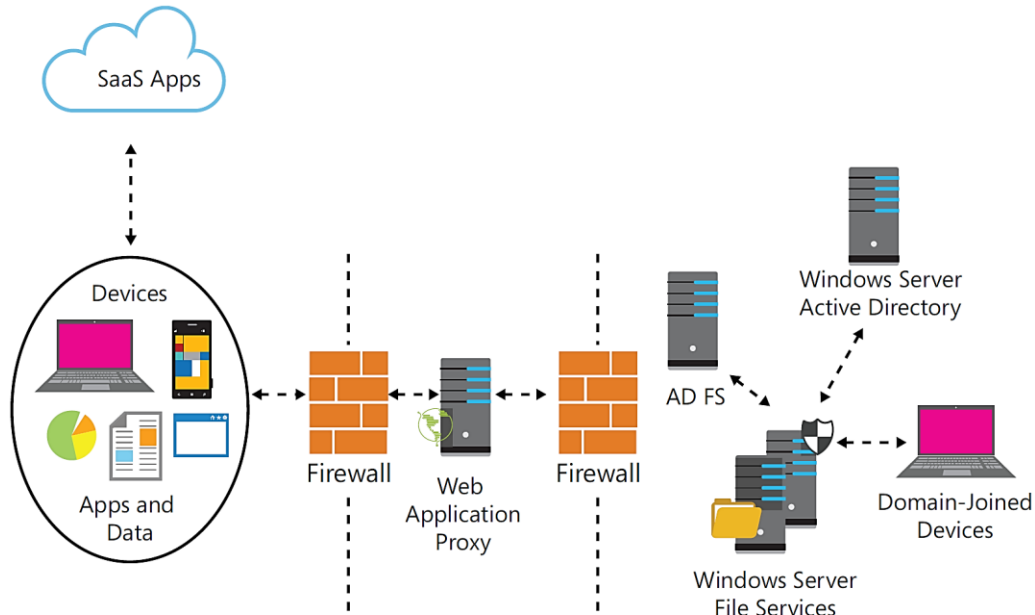 SaaS Apps
Devices
Apps and
Data
Firewall
Web
Application
Proxy
Firewall
AD FS
Windows Server
Active Directory
Domain-Joined
Devices
Windows Server
File Services